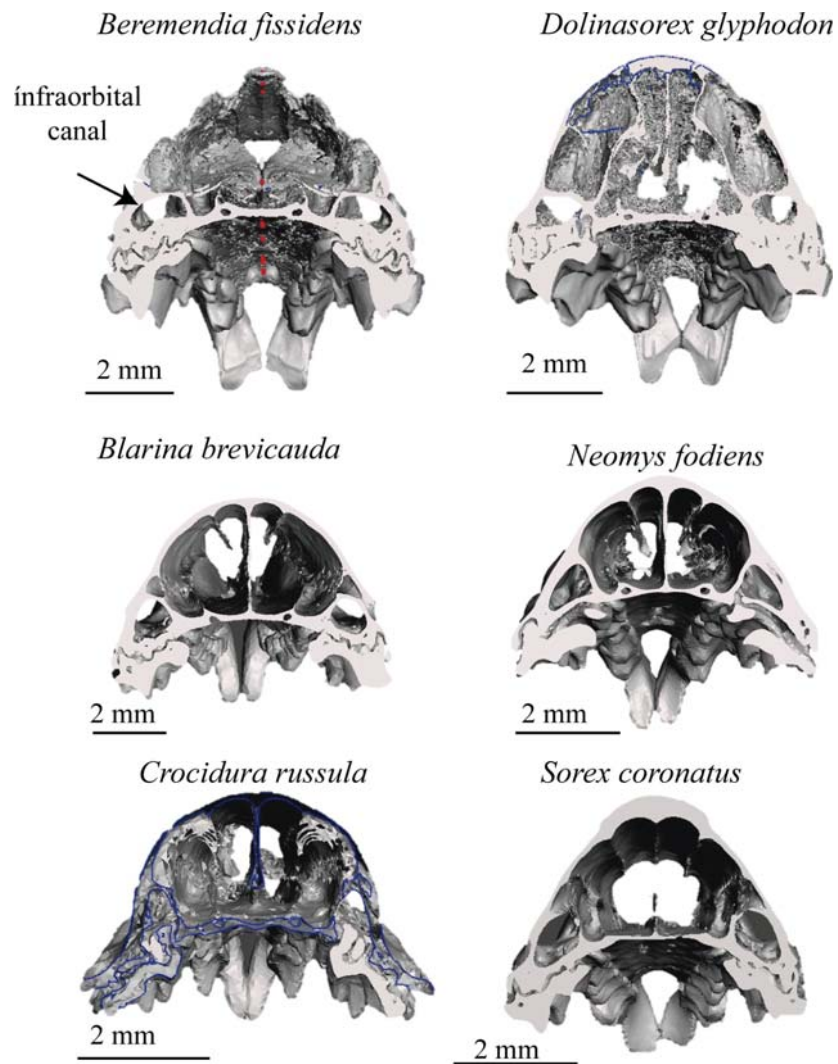 Beremendia fissidens
Dolinasorex glyphodon
infraorbital
canal
2 mm
2 mm
Blarina brevicauda
Neomys fodiens
2 mm
2 mm
Crocidura russula
Sorex coronatus
2 mm
2 mm